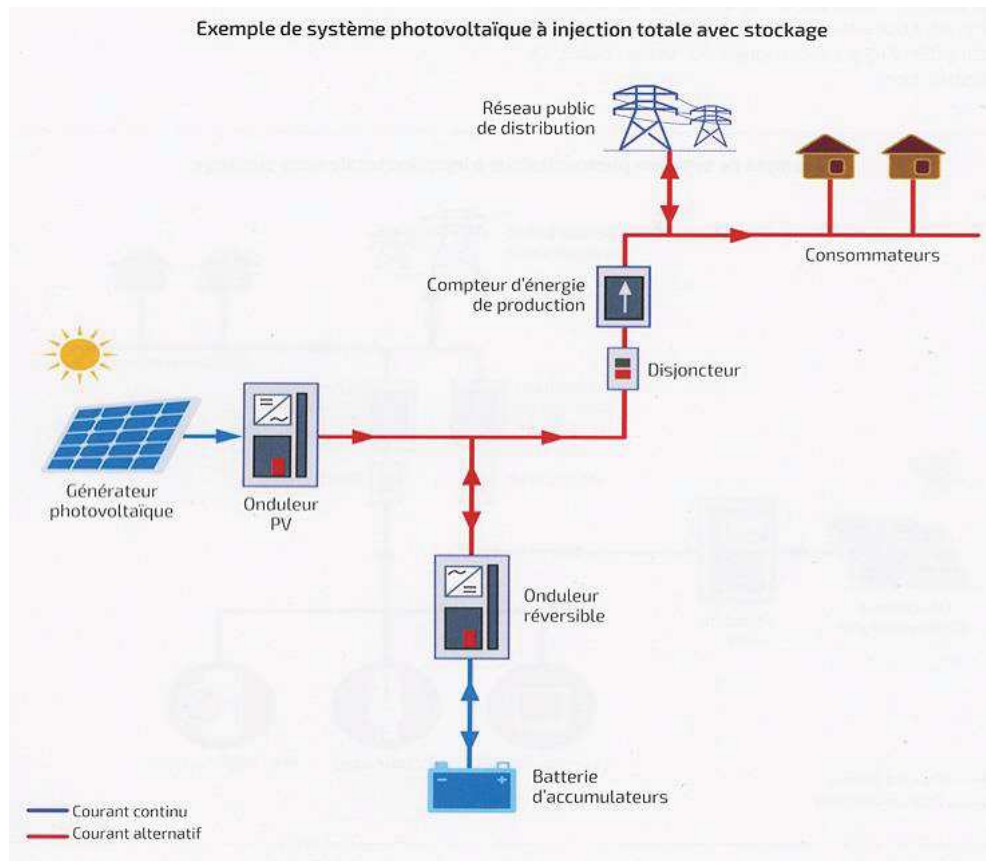 Exemple de système photovoltaïque à injection totale avec stockage
Réseau public
de distribution
Consommateurs
Compteur d'énergie
de production
Disjoncteur
Générateur
photovoltaïque
Onduleur
PV
Onduleur
réversible
Batterie
d'accumulateurs
Courant continu
Courant alternatif